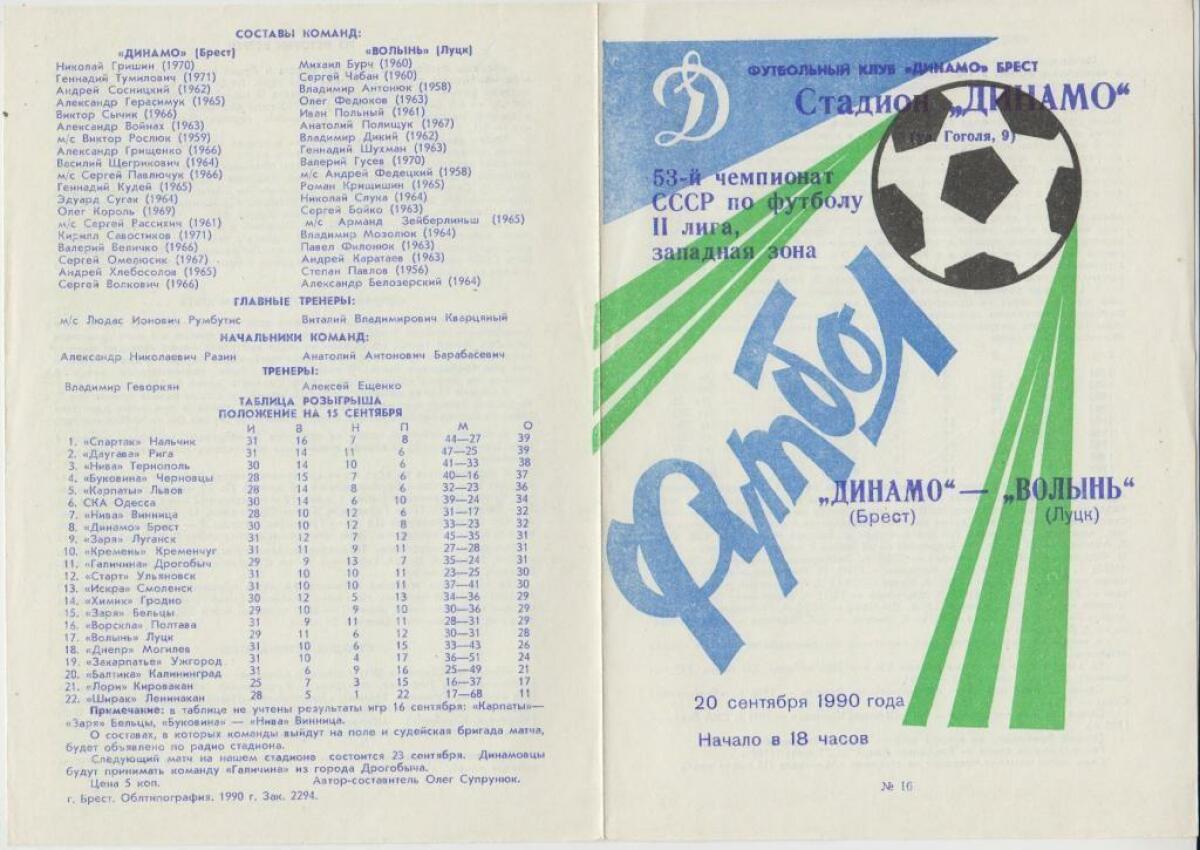 СОСТАВЫ КОМАНД:
«ДИНАМО» (Брест) «ВОЛЫНЬ» (Луцк)
Николай Гришин (1970) Михаил Бурч (1960)
Геннадий Тумилович (1971) Сергей Чабан (1960)
Андрей Сосницкий (1962) Владимир Антонюк (1958)
Александр Герасимук (1965) Олег Федюков (1963)
Виктор Сычик (1966) Иван Польный (1961)
Александр Войнах (1963) Анатолий Полищук (1967)
м/с Виктор Рослюк (1959) Владимир Дикий (1962)
Александр Грищенко (1966) Геннадий Шухман (1963)
Василий Щегрикович (1964) Валерий Гусев (1970)
м/с Сергей Павлючук (1966) м/с Андрей Федецкий (1958)
Геннадий Кудей (1965) Роман Крищишин (1965)
Эдуард Сугак (1964) Николай Слука (1964)
Олег Король (1969) Сергей Бойко (1963)
м/с Сергей Рассихич (1961) м/с Арманд Зейберлиньш (1965)
Кирилл Савостиков (1971) Владимир Мозолюк (1964)
Валерий Величко (1966) Павел Филонюк (1963)
Сергей Омелюсик (1967) Андрей Каратаев (1963)
Андрей Хлебосолов (1965) Степан Павлов (1956)
Сергей Волкович (1966) Александр Белозерский (1964)
ГЛАВНЫЕ ТРЕНЕРЫ:
м/с Людас Ионович Румбутис Виталий Владимирович Кварцяный
НАЧАЛЬНИКИ КОМАНД:
Александр Николаевич Разин Анатолий Антонович Барабасевич
ТРЕНЕРЫ:
Владимир Геворкян Алексей Ещенко
ТАБЛИЦА РОЗЫГРЫША
ПОЛОЖЕНИЕ НА 15 СЕНТЯБРЯ
И В Н П М О
1. «Спартак» Нальчик 31 16 7 8 44—27 39
2. «Даугава» Рига 31 14 11 6 47—25 39
3. «Нива» Тернополь 30 14 10 6 41—33 38
4. «Буковина» Черновцы 28 15 7 6 40—16 37
5. «Карпаты» Львов 28 14 8 6 32—23 36
6. СКА Одесса 30 14 6 10 39—24 34
7. «Нива» Винница 28 10 12 6 31—17 32
8. «Динамо» Брест 30 10 12 8 33—23 32
9. «Заря» Луганск 31 12 7 12 45—35 31
10. «Кремень» Кременчуг 31 11 9 11 27—28 31
11. «Галичина» Дрогобыч 29 9 13 7 35—24 31
12. «Старт» Ульяновск 31 10 10 11 23—25 30
13. «Искра» Смоленск 31 10 10 11 37—41 30
14. «Химик» Гродно 30 12 5 13 34—36 29
15. «Заря» Бельцы 29 10 9 10 30—36 29
16. «Ворскла» Полтава 31 9 11 11 28—31 29
17. «Волынь» Луцк 29 11 6 12 30—31 28
18. «Днепр» Могилев 31 10 6 15 33—43 26
19. «Закарпатье» Ужгород 31 10 4 17 36—51 24
20. «Балтика» Калининград 31 6 9 16 25—49 21
21. «Лори» Кировакан 25 7 3 15 16—37 17
22. «Ширак» Ленинакан 28 5 1 22 17—68 11
Примечание: в таблице не учтены результаты игр 16 сентября: «Карпаты»—
«Заря» Бельцы, «Буковина» — «Нива» Винница.
О составах, в которых команды выйдут на поле и судейская бригада матча,
будет объявлено по радио стадиона.
Следующий матч на нашем стадионе состоится 23 сентября. Динамовцы
будут принимать команду «Галичина» из города Дрогобыча.
Цена 5 коп. Автор-составитель Олег Супрунюк.
г. Брест. Облтипография. 1990 г. Зак. 2294.
Д
ФУТБОЛЬНЫЙ КЛУБ «ДИНАМО» БРЕСТ
Стадион „ДИНАМО“
(ул. Гоголя, 9)
53-й чемпионат
СССР по футболу
II лига,
западная зона
Футбол
„ДИНАМО“ — „ВОЛЫНЬ“
(Брест) (Луцк)
20 сентября 1990 года
Начало в 18 часов
№ 16